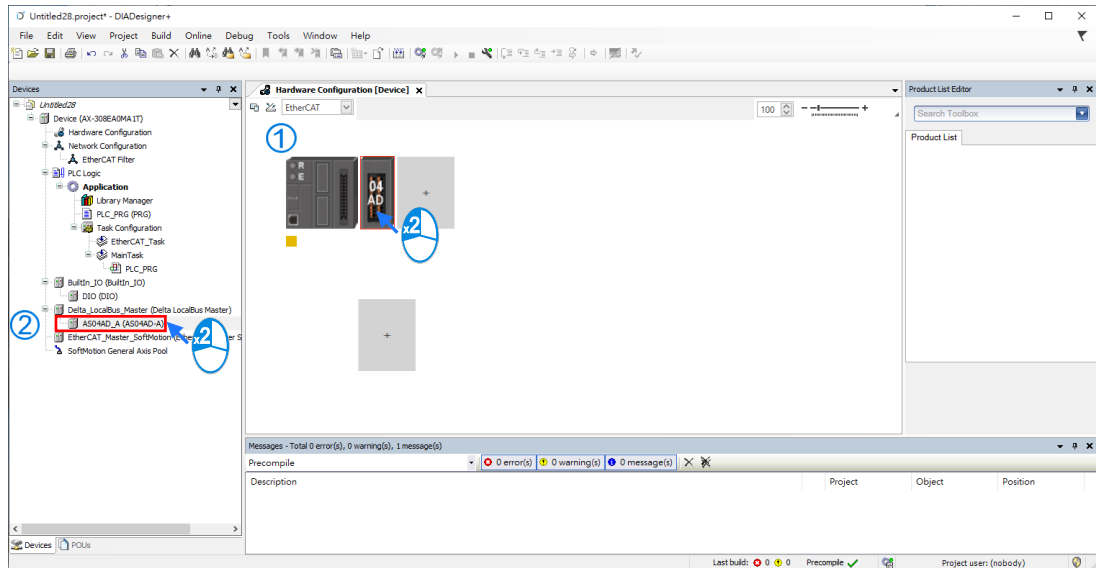 Untitled28.project* - DIADesigner+
File Edit View Project Build Online Debug Tools Window Help
Devices
Untitled28
Device (AX-308EA0MA1T)
Hardware Configuration
Network Configuration
EtherCAT Filter
PLC Logic
Application
Library Manager
PLC_PRG (PRG)
Task Configuration
EtherCAT_Task
MainTask
PLC_PRG
BuiltIn_IO (BuiltIn_IO)
DIO (DIO)
Delta_LocalBus_Master (Delta LocalBus Master)
② AS04AD_A (AS04AD-A)
x2
EtherCAT_Master_SoftMotion
SoftMotion General Axis Pool
Devices POUs
Hardware Configuration [Device]
EtherCAT 100
①
R
E
04
AD
+
x2
+
Product List Editor
Search Toolbox
Product List
Messages - Total 0 error(s), 0 warning(s), 1 message(s)
Precompile 0 error(s) 0 warning(s) 0 message(s)
Description Project Object Position
Last build: 0 0 Precompile Project user: (nobody)